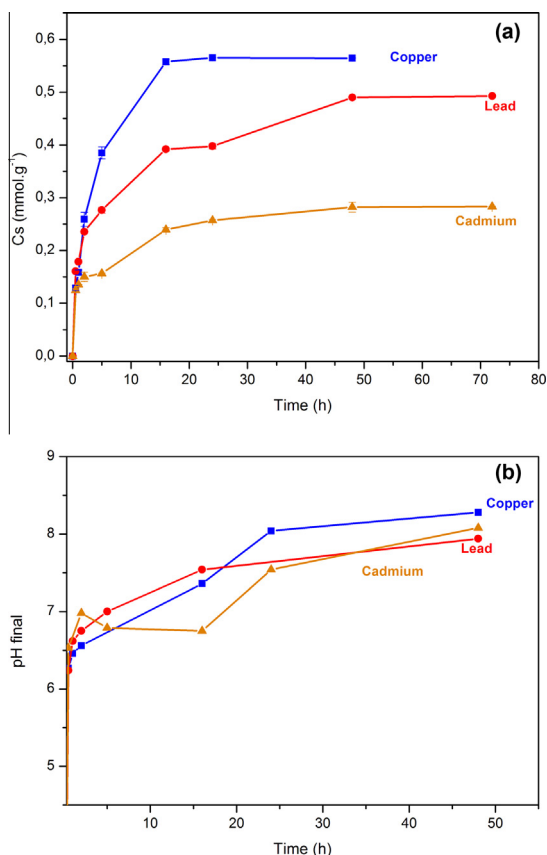 (a)
Copper
Lead
Cadmium
Cs (mmol.g⁻¹)
0,6
0,5
0,4
0,3
0,2
0,1
0,0
0 10 20 30 40 50 60 70 80
Time (h)
(b)
Copper
Lead
Cadmium
pH final
9
8
7
6
5
10 20 30 40 50
Time (h)